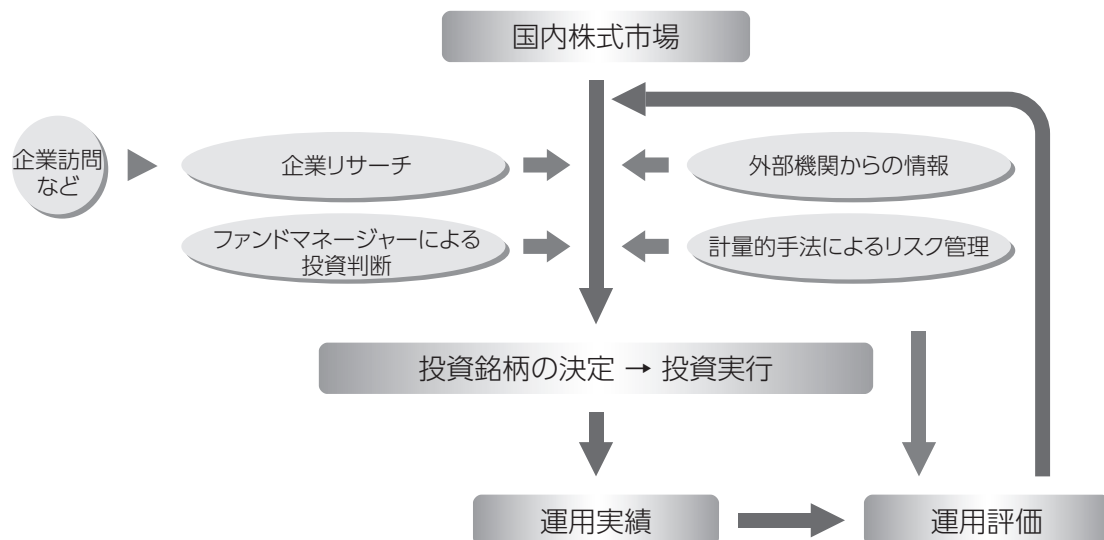 国内株式市場
企業訪問
など
企業リサーチ
外部機関からの情報
ファンドマネージャーによる
投資判断
計量的手法によるリスク管理
投資銘柄の決定 → 投資実行
運用実績
運用評価